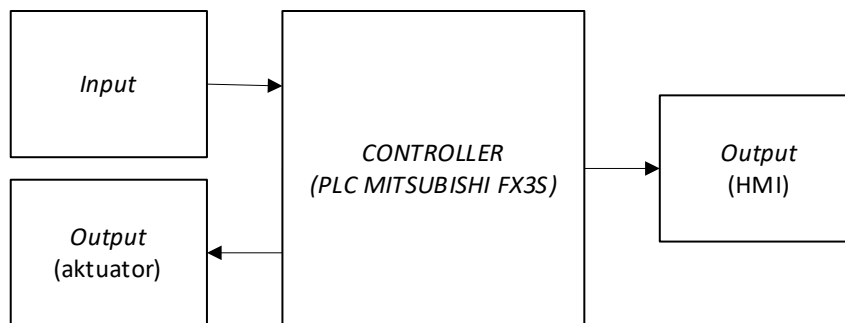 Input
CONTROLLER
(PLC MITSUBISHI FX3S)
Output
(HMI)
Output
(aktuator)